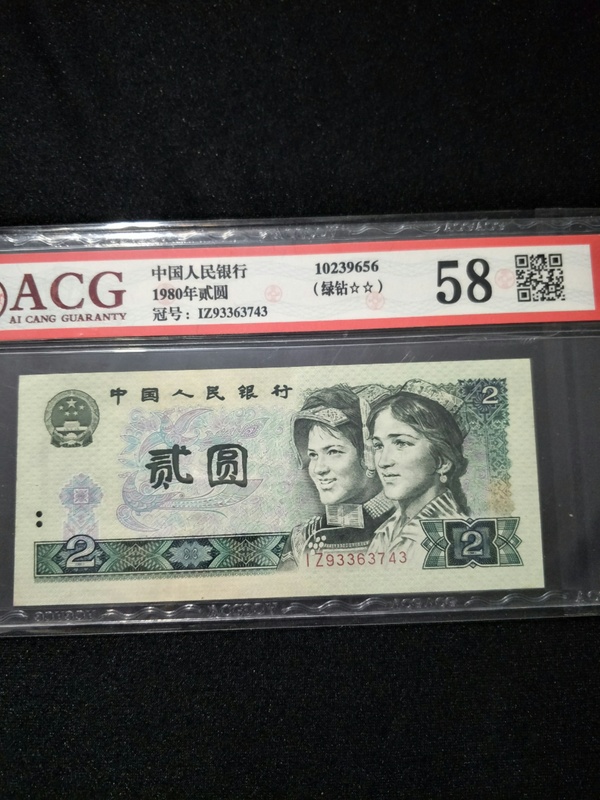 ACG
AI CANG GUARANTY
中国人民银行
1980年贰圆
冠号：IZ93363743
10239656
（绿钻☆☆）
58
中国人民银行
2
贰圆
2
IZ93363743
2